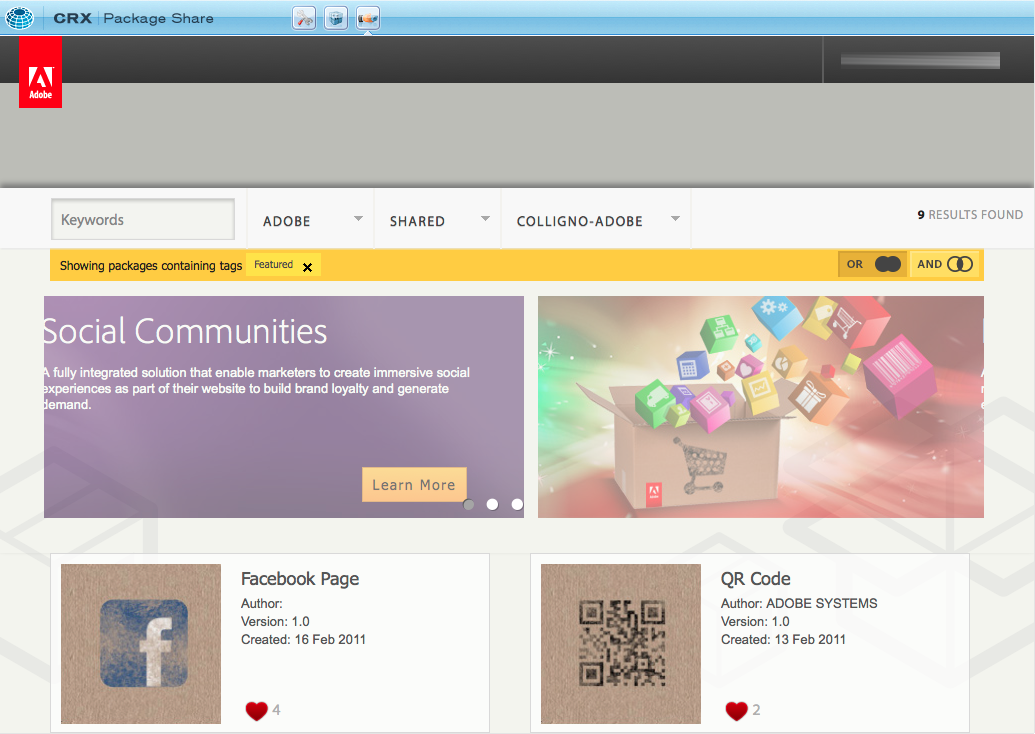 CRX Package Share
Adobe
Keywords
ADOBE
SHARED
COLLIGNO-ADOBE
9 RESULTS FOUND
Showing packages containing tags
Featured
OR
AND
Social Communities
A fully integrated solution that enable marketers to create immersive social
experiences as part of their website to build brand loyalty and generate
demand.
Learn More
Adobe
Facebook Page
Author:
Version: 1.0
Created: 16 Feb 2011
4
QR Code
Author: ADOBE SYSTEMS
Version: 1.0
Created: 13 Feb 2011
2